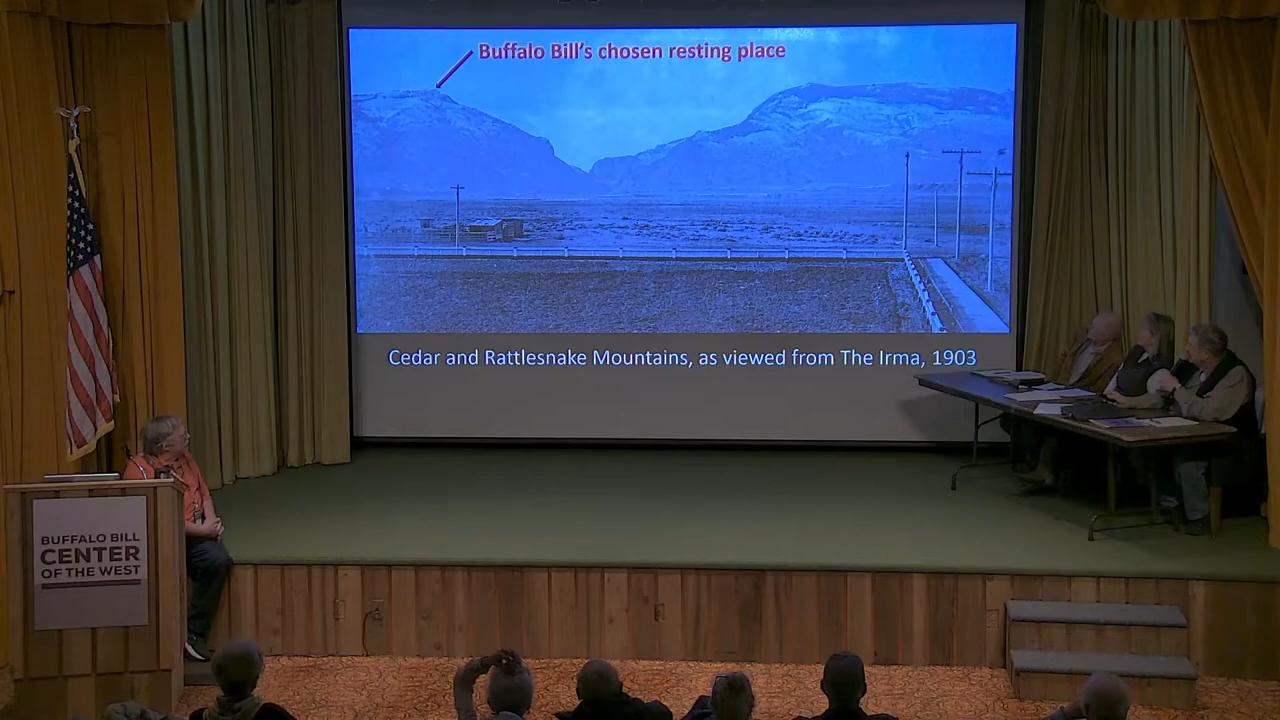 Buffalo Bill's chosen resting place
Cedar and Rattlesnake Mountains, as viewed from The Irma, 1903
BUFFALO BILL
CENTER
OF THE WEST